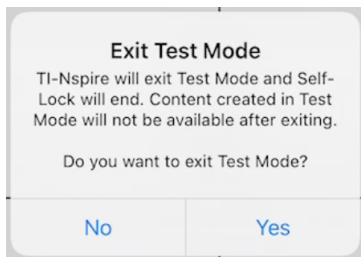 Exit Test Mode
TI-Nspire will exit Test Mode and Self-
Lock will end. Content created in Test
Mode will not be available after exiting.
Do you want to exit Test Mode?
No
Yes